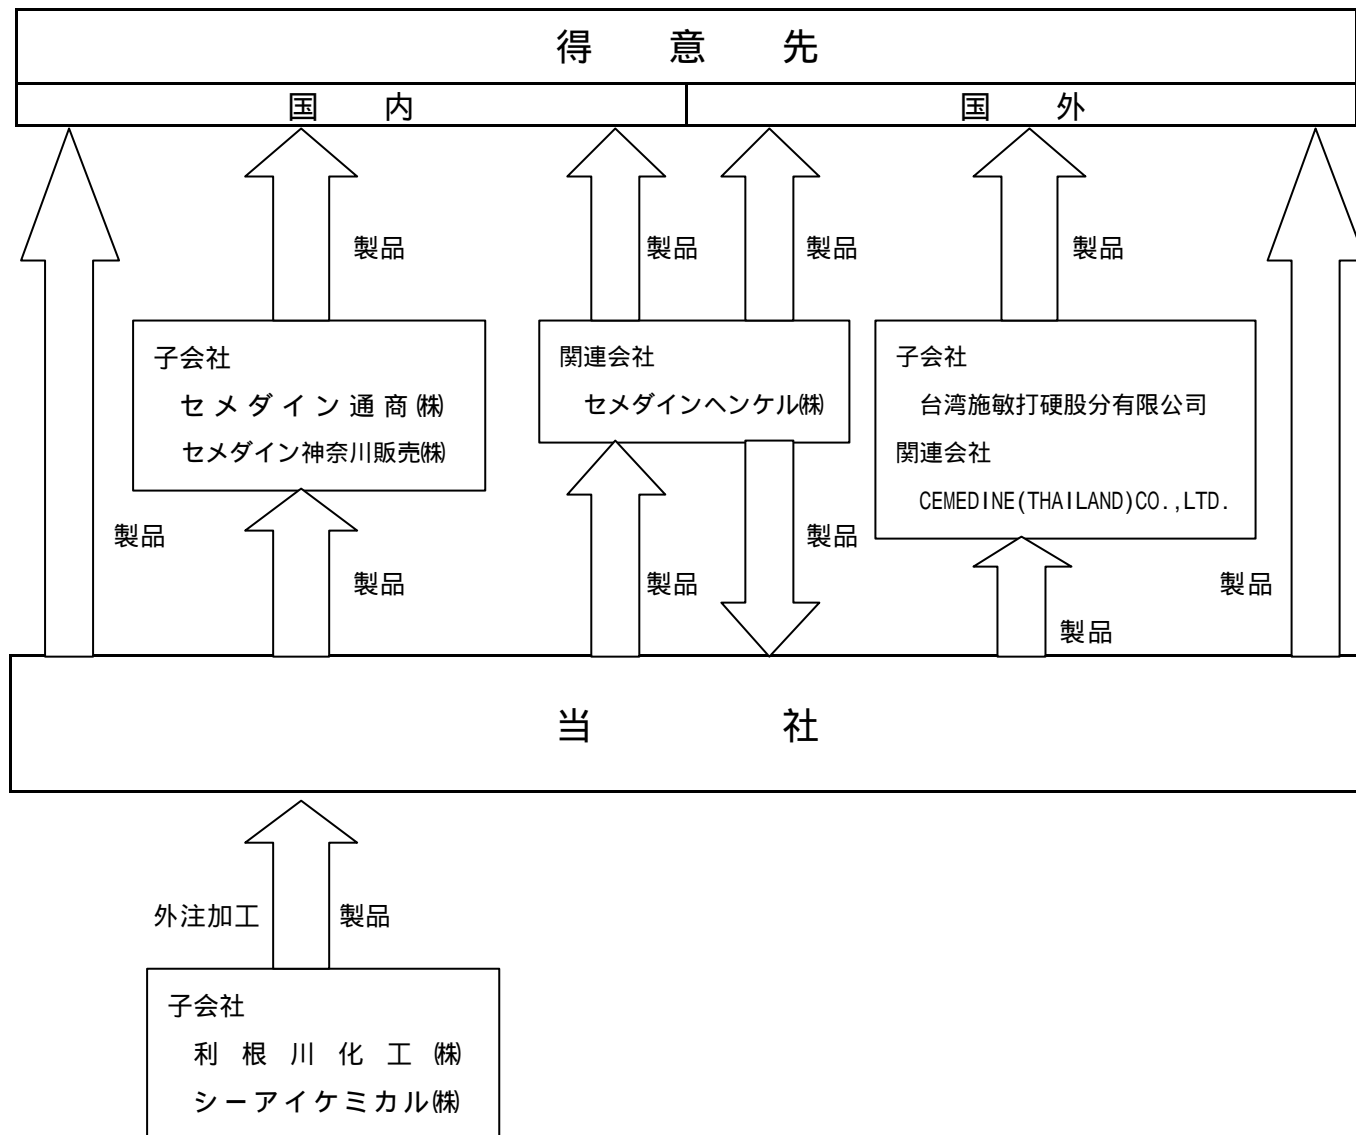 得意先
国内
国外
製品
製品
製品
製品
子会社
セメダイン通商㈱
セメダイン神奈川販売㈱
関連会社
セメダインヘンケル㈱
子会社
台湾施敏打硬股分有限公司
関連会社
CEMEDINE(THAILAND)CO.,LTD.
製品
製品
製品
製品
製品
製品
当社
外注加工
製品
子会社
利根川化工㈱
シーアイケミカル㈱